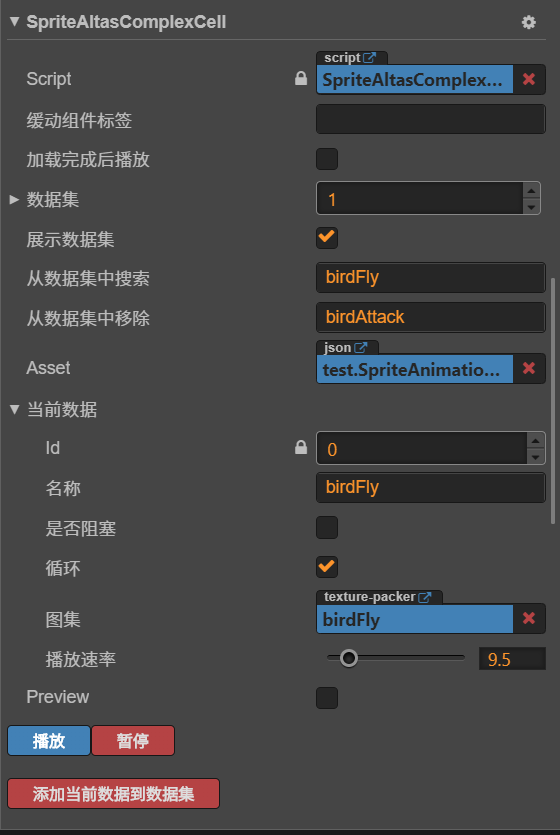 SpriteAltasComplexCell
script
Script
SpriteAltasComplex...
缓动组件标签
加载完成后播放
数据集
1
展示数据集
从数据集中搜索
birdFly
从数据集中移除
birdAttack
json
Asset
test.SpriteAnimatio...
当前数据
Id
0
名称
birdFly
是否阻塞
循环
texture-packer
图集
birdFly
播放速率
9.5
Preview
播放
暂停
添加当前数据到数据集